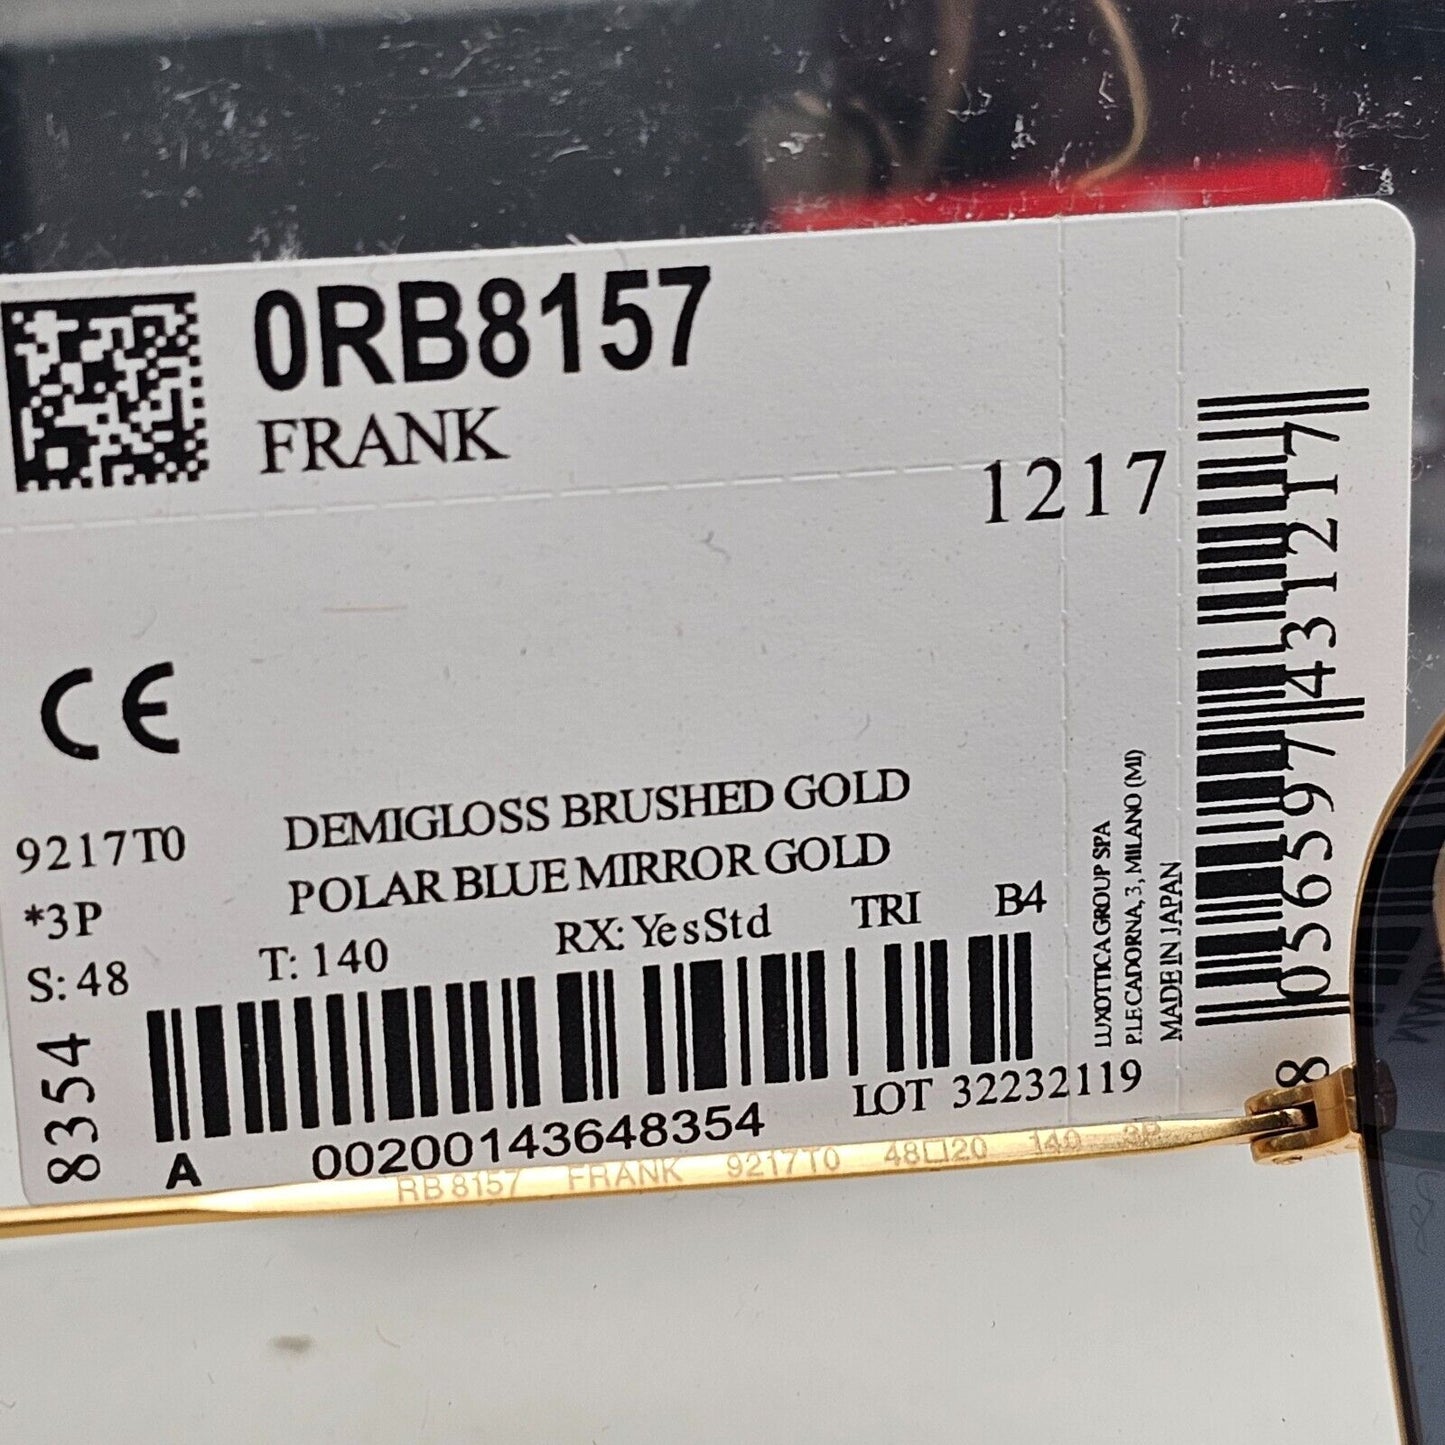 0RB8157
FRANK
1217
CE
9217T0 DEMIGLOSS BRUSHED GOLD
*3P POLAR BLUE MIRROR GOLD
S: 48 T: 140 RX: YesStd TRI B4
8354
A 00200143648354
LOT 32232119
LUXOTTICA GROUP SPA
P.LE CADORNA, 3, MILANO (MI)
MADE IN JAPAN
8 056597 431217
RB 8157 FRANK 9217T0 48□20 140 3P